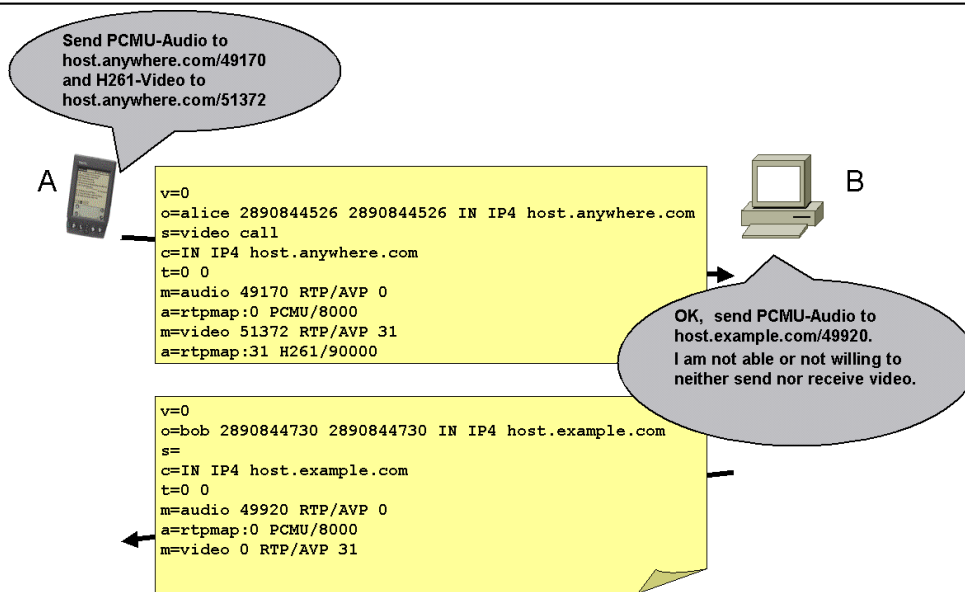 Send PCMU-Audio to
host.anywhere.com/49170
and H261-Video to
host.anywhere.com/51372
A
B
v=0
o=alice 2890844526 2890844526 IN IP4 host.anywhere.com
s=video call
c=IN IP4 host.anywhere.com
t=0 0
m=audio 49170 RTP/AVP 0
a=rtpmap:0 PCMU/8000
m=video 51372 RTP/AVP 31
a=rtpmap:31 H261/90000
OK, send PCMU-Audio to
host.example.com/49920.
I am not able or not willing to
neither send nor receive video.
v=0
o=bob 2890844730 2890844730 IN IP4 host.example.com
s=
c=IN IP4 host.example.com
t=0 0
m=audio 49920 RTP/AVP 0
a=rtpmap:0 PCMU/8000
m=video 0 RTP/AVP 31